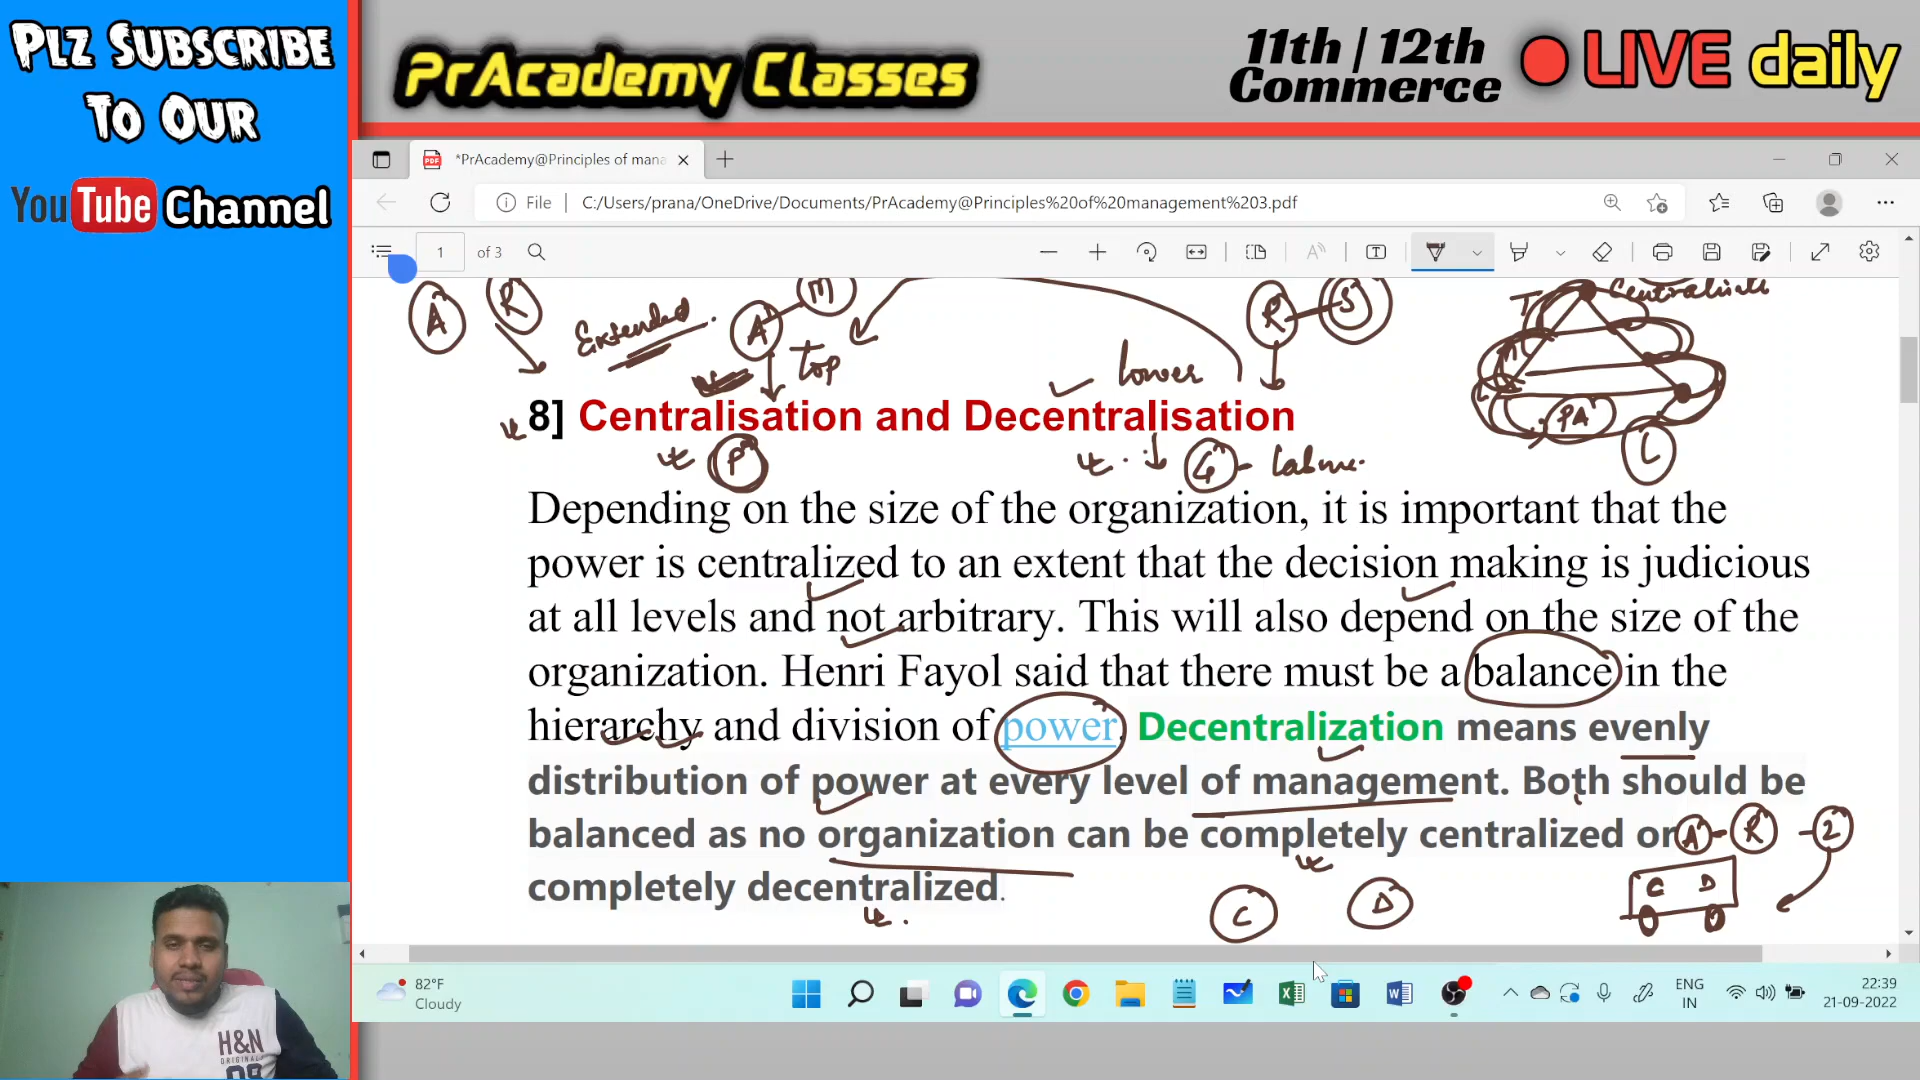 PLZ SUBSCRIBE
TO OUR
YouTube Channel
PrAcademy Classes
11th | 12th
Commerce
LIVE daily
*PrAcademy@Principles of mana
File
C:/Users/prana/OneDrive/Documents/PrAcademy@Principles%20of%20management%203.pdf
1 of 3
A R Extended A M Top
Lower R S
Centralisati
T
PA
L
8] Centralisation and Decentralisation
P
G - Labour
Depending on the size of the organization, it is important that the
power is centralized to an extent that the decision making is judicious
at all levels and not arbitrary. This will also depend on the size of the
organization. Henri Fayol said that there must be a balance in the
hierarchy and division of power. Decentralization means evenly
distribution of power at every level of management. Both should be
balanced as no organization can be completely centralized or
A - R - 2
completely decentralized.
C D
C D
H&N
ORIGINAL
82°F
Cloudy
ENG
IN
22:39
21-09-2022